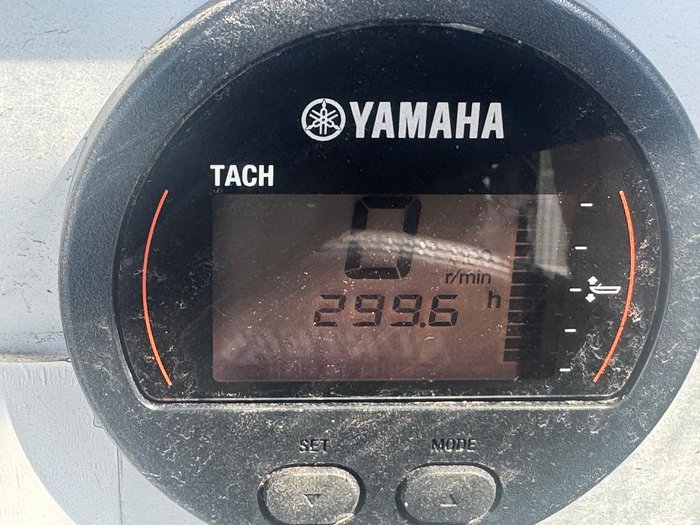 YAMAHA
TACH
0
r/min
299.6 h
SET
MODE